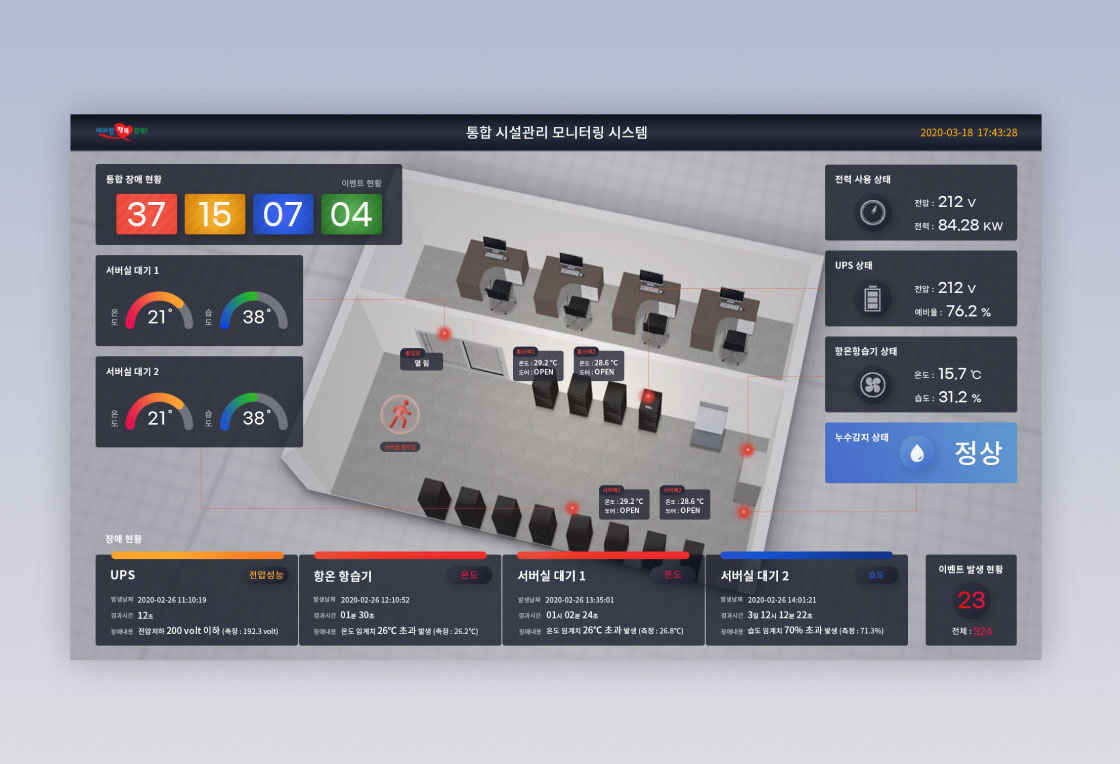 새바람 행복 경북!
통합 시설관리 모니터링 시스템
2020-03-18 17:43:28
통합 장애 현황
이벤트 현황
37 15 07 04
서버실 대기 1
온도 21° 습도 38°
서버실 대기 2
온도 21° 습도 38°
전력 사용 상태
전압 : 212 V
전력 : 84.28 KW
UPS 상태
전압 : 212 V
예비율 : 76.2 %
항온항습기 상태
온도 : 15.7 ℃
습도 : 31.2 %
누수감지 상태
정상
출입문
열 림
통신랙1
온도 : 29.2 ℃
도어 : OPEN
통신랙2
온도 : 28.6 ℃
도어 : OPEN
서버랙1
온도 : 29.2 ℃
도어 : OPEN
서버랙2
온도 : 28.6 ℃
도어 : OPEN
장애 현황
UPS 전압성능
발생날짜 2020-02-26 11:10:19
경과시간 12초
장애내용 전압저하 200 volt 이하 (측정 : 192.3 volt)
항온 항습기 온도
발생날짜 2020-02-26 12:10:52
경과시간 01분 30초
장애내용 온도 임계치 26℃ 초과 발생 (측정 : 26.2℃)
서버실 대기 1 온도
발생날짜 2020-02-26 13:35:01
경과시간 01시 02분 24초
장애내용 온도 임계치 26℃ 초과 발생 (측정 : 26.8℃)
서버실 대기 2 습도
발생날짜 2020-02-26 14:01:21
경과시간 3일 12시 12분 22초
장애내용 습도 임계치 70% 초과 발생 (측정 : 71.3%)
이벤트 발생 현황
23
전체 : 324